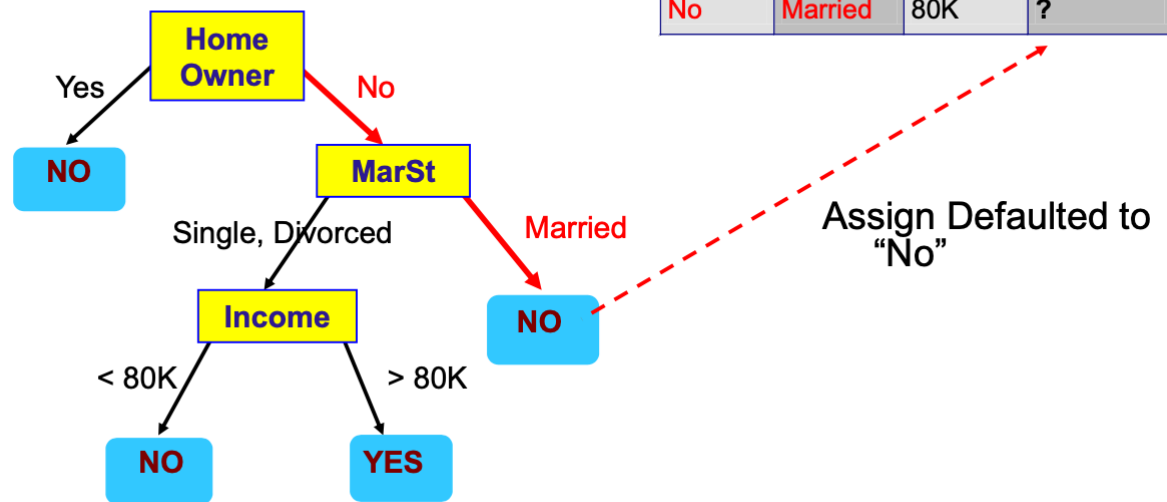 No Married 80K ?
Home
Owner
Yes
No
NO
MarSt
Single, Divorced
Married
Assign Defaulted to
“No”
Income
NO
< 80K
> 80K
NO
YES